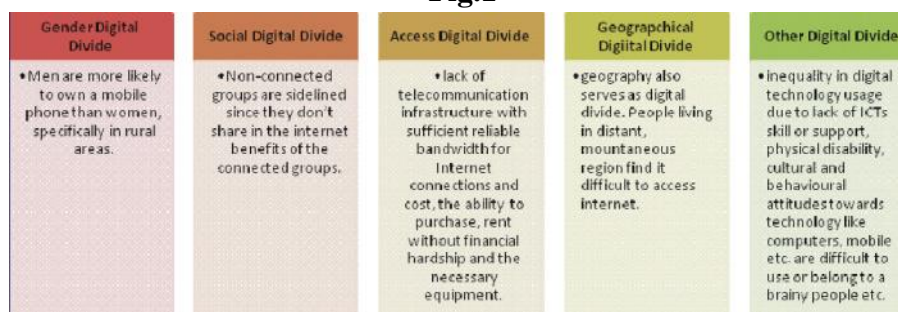 Gender Digital
Divide
•Men are more likely
to own a mobile
phone than women,
specifically in rural
areas.
Social Digital Divide
•Non-connected
groups are sidelined
since they don't
share in the internet
benefits of the
connected groups.
Access Digital Divide
•lack of
telecommunication
infrastructure with
sufficient reliable
bandwidth for
Internet
connections and
cost, the ability to
purchase, rent
without financial
hardship and the
necessary
equipment.
Geograpchical
Digiital Divide
•geography also
serves as digital
divide. People living
in distant,
mountaneous
region find it
difficult to access
internet.
Other Digital Divide
•inequality in digital
technology usage
due to lack of ICTs
skill or support,
physical disability,
cultural and
behavioural
attitudes towards
technology like
computers, mobile
etc. are difficult to
use or belong to a
brainy people etc.